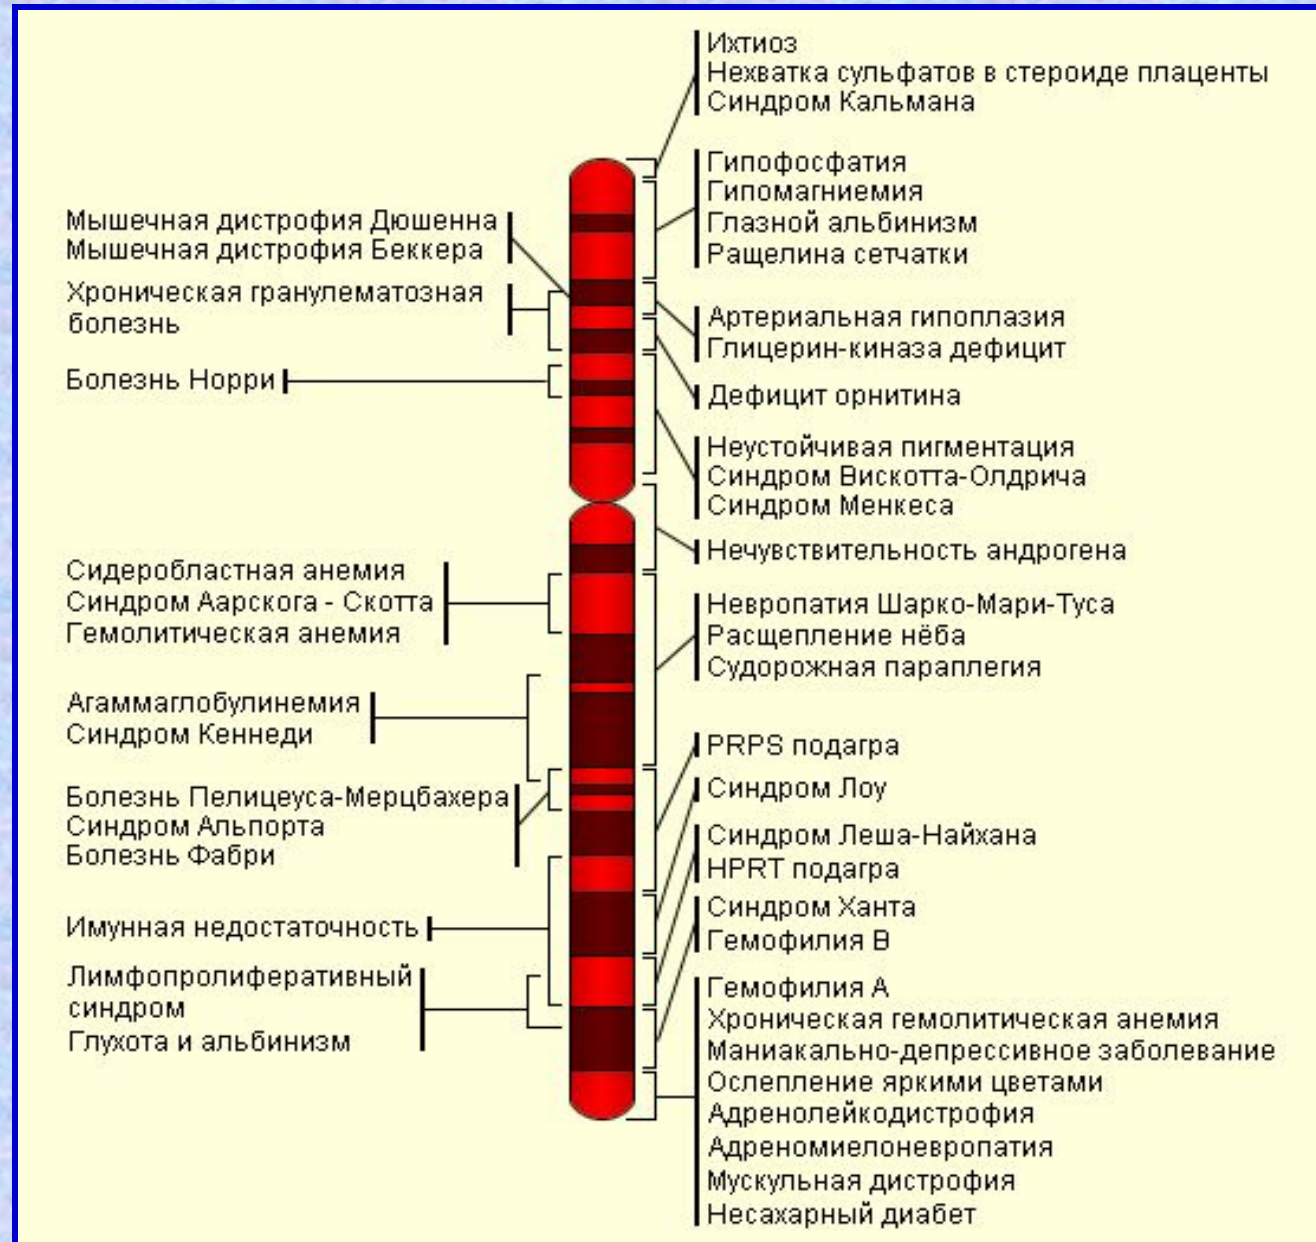 Ихтиоз
Нехватка сульфатов в стероиде плаценты
Синдром Кальмана
Гипофосфатия
Гипомагниемия
Глазной альбинизм
Ращелина сетчатки
Мышечная дистрофия Дюшенна
Мышечная дистрофия Беккера
Хроническая гранулематозная
болезнь
Болезнь Норри
Артериальная гипоплазия
Глицерин-киназа дефицит
Дефицит орнитина
Неустойчивая пигментация
Синдром Вискотта-Олдрича
Синдром Менкеса
Нечувствительность андрогена
Сидеробластная анемия
Синдром Аарскога - Скотта
Гемолитическая анемия
Невропатия Шарко-Мари-Туса
Расщепление нёба
Судорожная параплегия
Агаммаглобулинемия
Синдром Кеннеди
PRPS подагра
Синдром Лоу
Болезнь Пелицеуса-Мерцбахера
Синдром Альпорта
Болезнь Фабри
Синдром Леша-Найхана
HPRT подагра
Синдром Ханта
Гемофилия В
Имунная недостаточность
Лимфопролиферативный
синдром
Глухота и альбинизм
Гемофилия А
Хроническая гемолитическая анемия
Маниакально-депрессивное заболевание
Ослепление яркими цветами
Адренолейкодистрофия
Адреномиелоневропатия
Мускульная дистрофия
Несахарный диабет